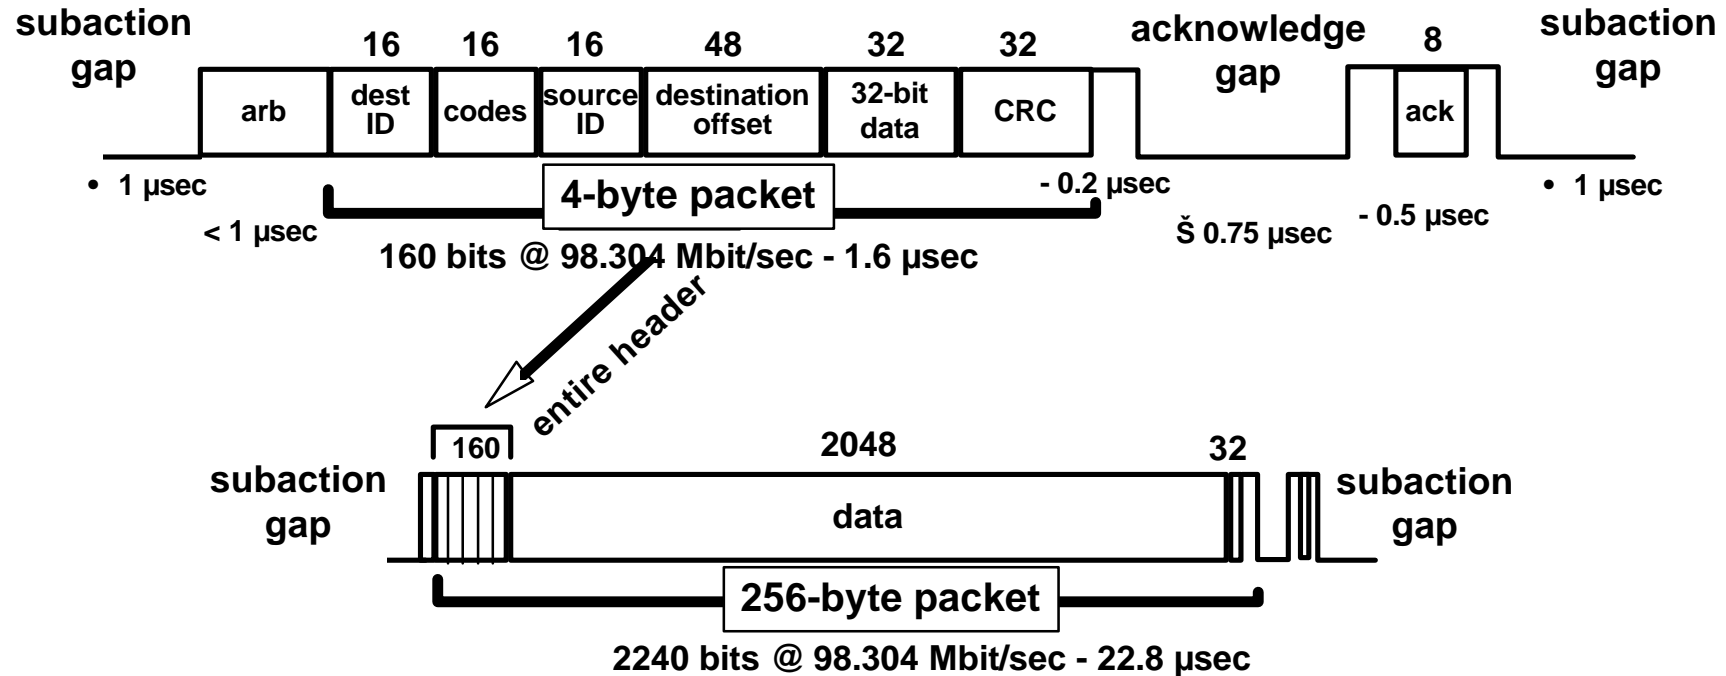 subaction
gap
16
16
16
48
32
32
acknowledge
gap
8
subaction
gap
arb
dest
ID
codes
source
ID
destination
offset
32-bit
data
CRC
ack
• 1 µsec
4-byte packet
- 0.2 µsec
• 1 µsec
< 1 µsec
Š 0.75 µsec
- 0.5 µsec
160 bits @ 98.304 Mbit/sec - 1.6 µsec
entire header
160
2048
32
subaction
gap
data
subaction
gap
256-byte packet
2240 bits @ 98.304 Mbit/sec - 22.8 µsec